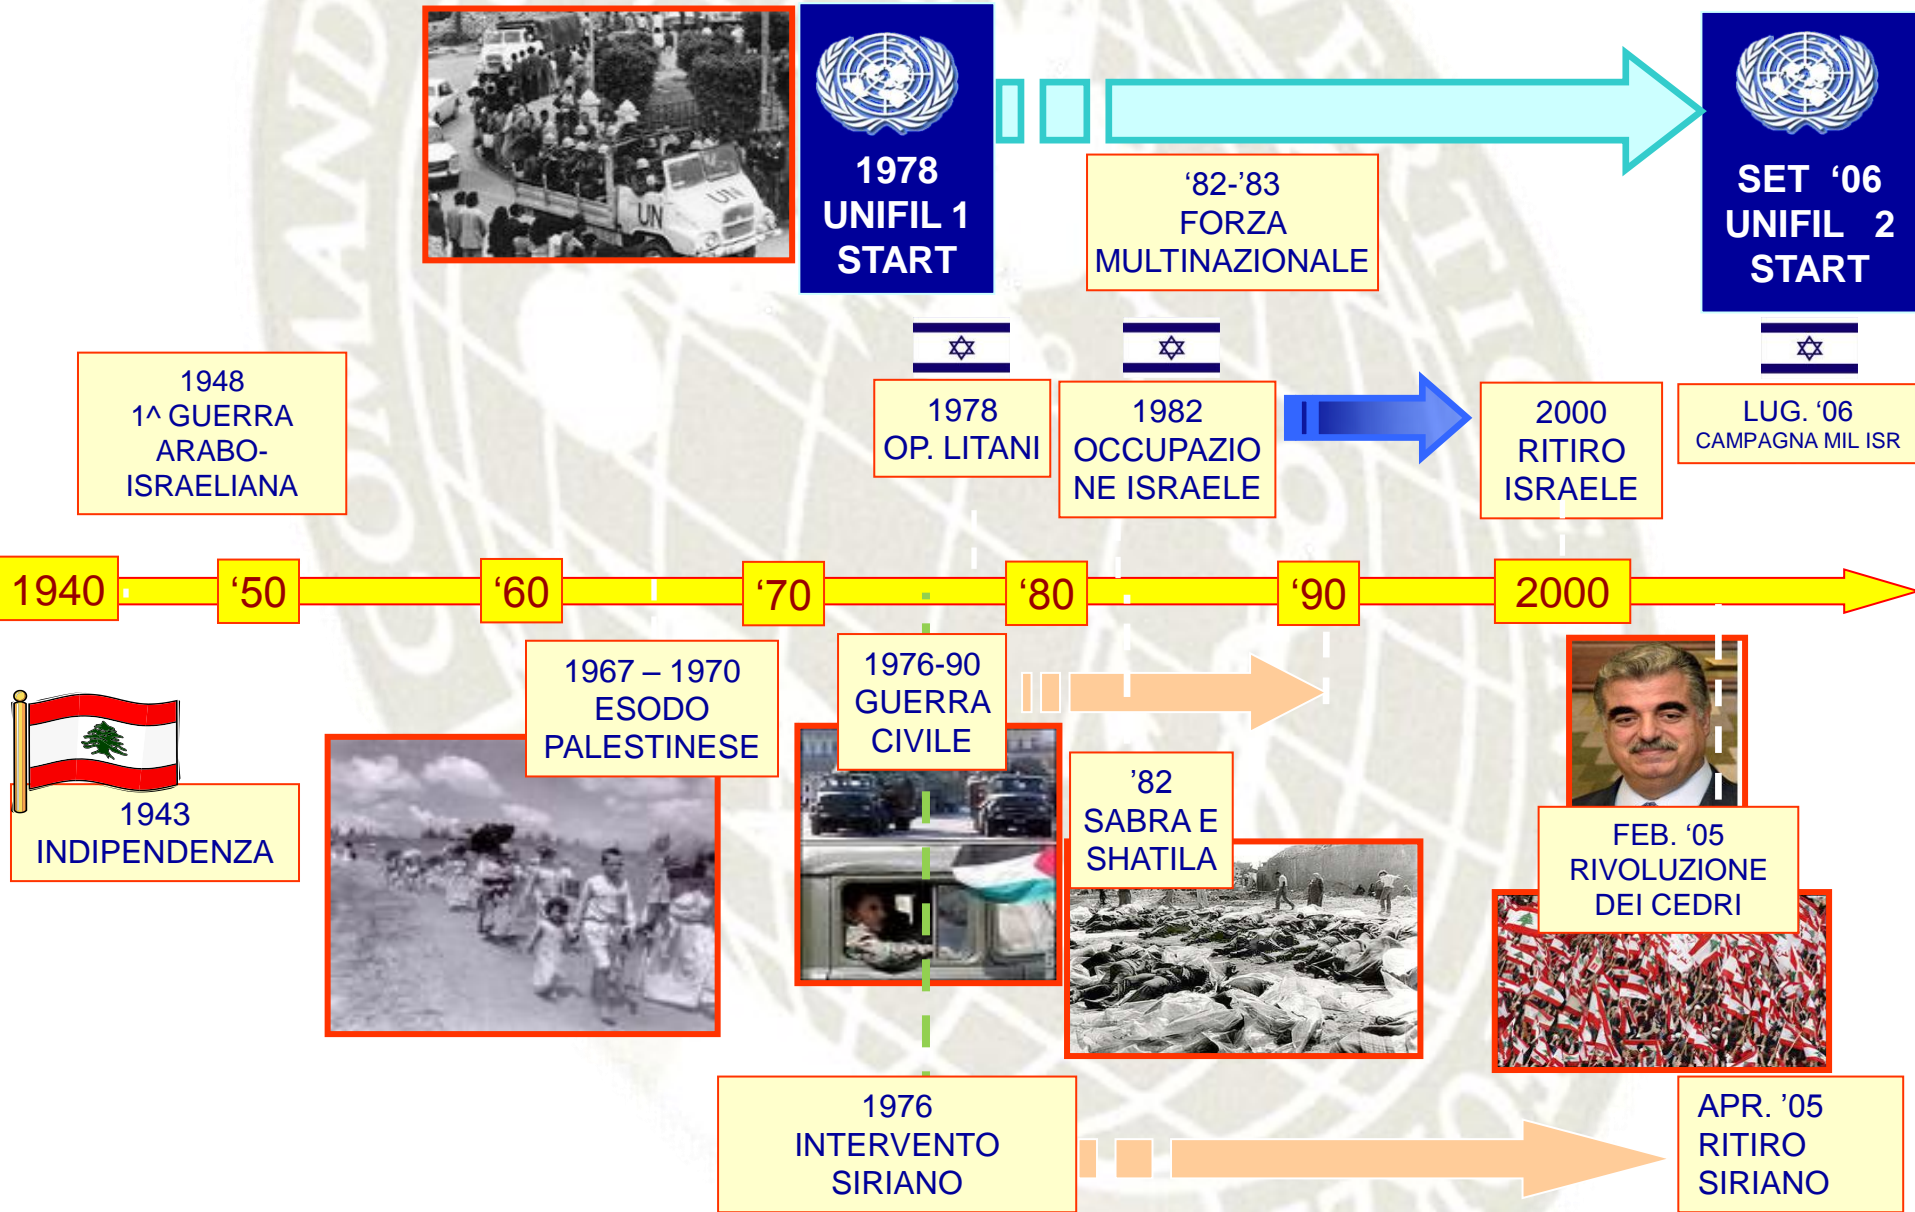 UN
UN
1978
UNIFIL 1
START
‘82-’83
FORZA
MULTINAZIONALE
SET ‘06
UNIFIL 2
START
1948
1^ GUERRA
ARABO-
ISRAELIANA
1978
OP. LITANI
1982
OCCUPAZIO
NE ISRAELE
2000
RITIRO
ISRAELE
LUG. ‘06
CAMPAGNA MIL ISR
1940
‘50
‘60
‘70
‘80
‘90
2000
1943
INDIPENDENZA
1967 – 1970
ESODO
PALESTINESE
1976-90
GUERRA
CIVILE
’82
SABRA E
SHATILA
FEB. ‘05
RIVOLUZIONE
DEI CEDRI
1976
INTERVENTO
SIRIANO
APR. ’05
RITIRO
SIRIANO